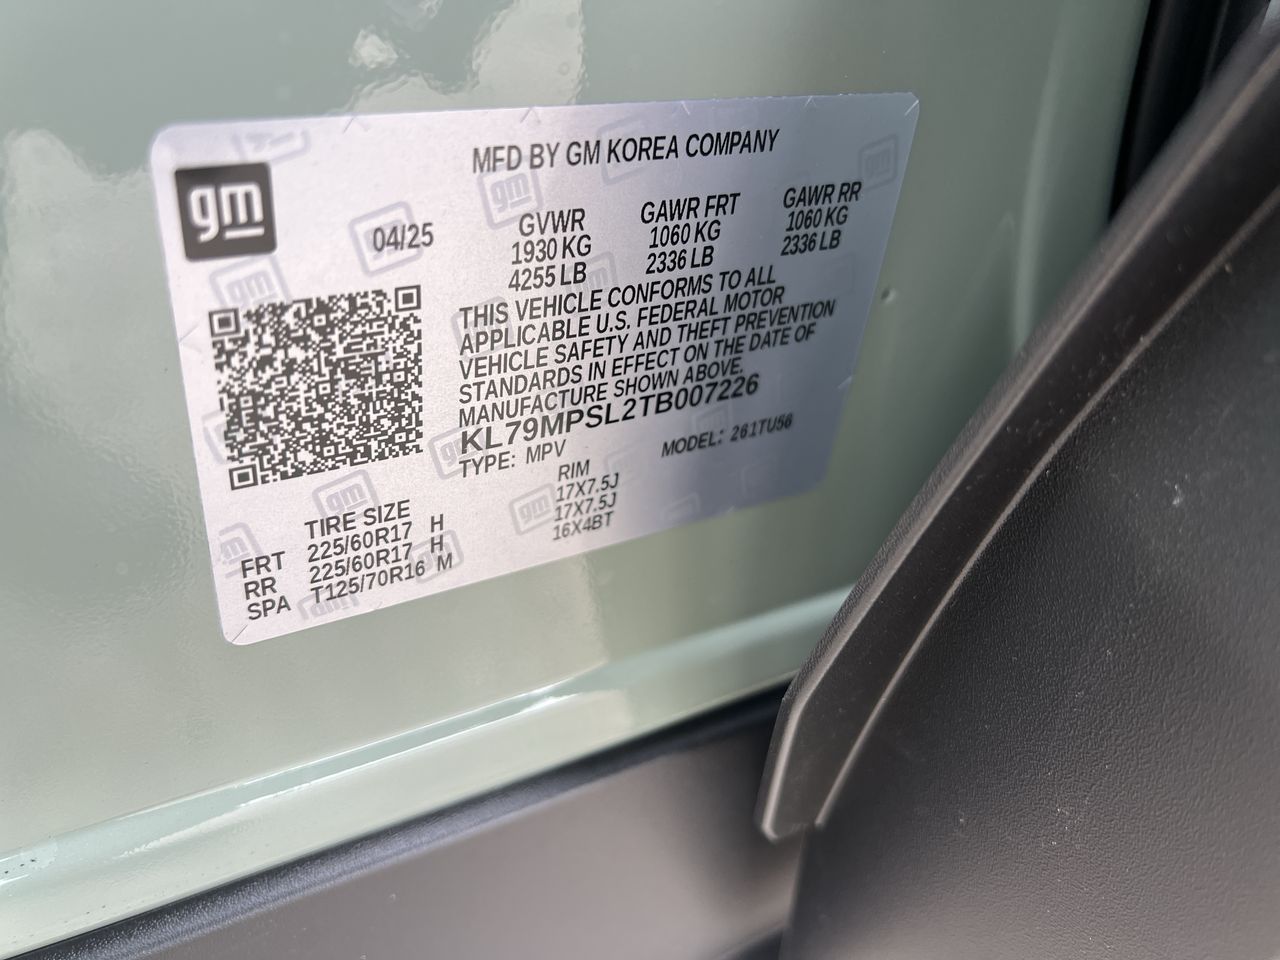 MFD BY GM KOREA COMPANY
gm
04/25
GVWR GAWR FRT GAWR RR
1930 KG 1060 KG 1060 KG
4255 LB 2336 LB 2336 LB
THIS VEHICLE CONFORMS TO ALL
APPLICABLE U.S. FEDERAL MOTOR
VEHICLE SAFETY AND THEFT PREVENTION
STANDARDS IN EFFECT ON THE DATE OF
MANUFACTURE SHOWN ABOVE.
KL79MPSL2TB007226
TYPE: MPV MODEL: 261TU56
TIRE SIZE RIM
FRT 225/60R17 H 17X7.5J
RR 225/60R17 H 17X7.5J
SPA T125/70R16 M 16X4BT